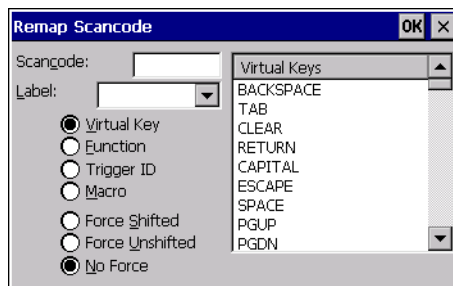 Remap Scancode OK ×
Scancode:
Label:
Virtual Key
Function
Trigger ID
Macro
Force Shifted
Force Unshifted
No Force
Virtual Keys
BACKSPACE
TAB
CLEAR
RETURN
CAPITAL
ESCAPE
SPACE
PGUP
PGDN